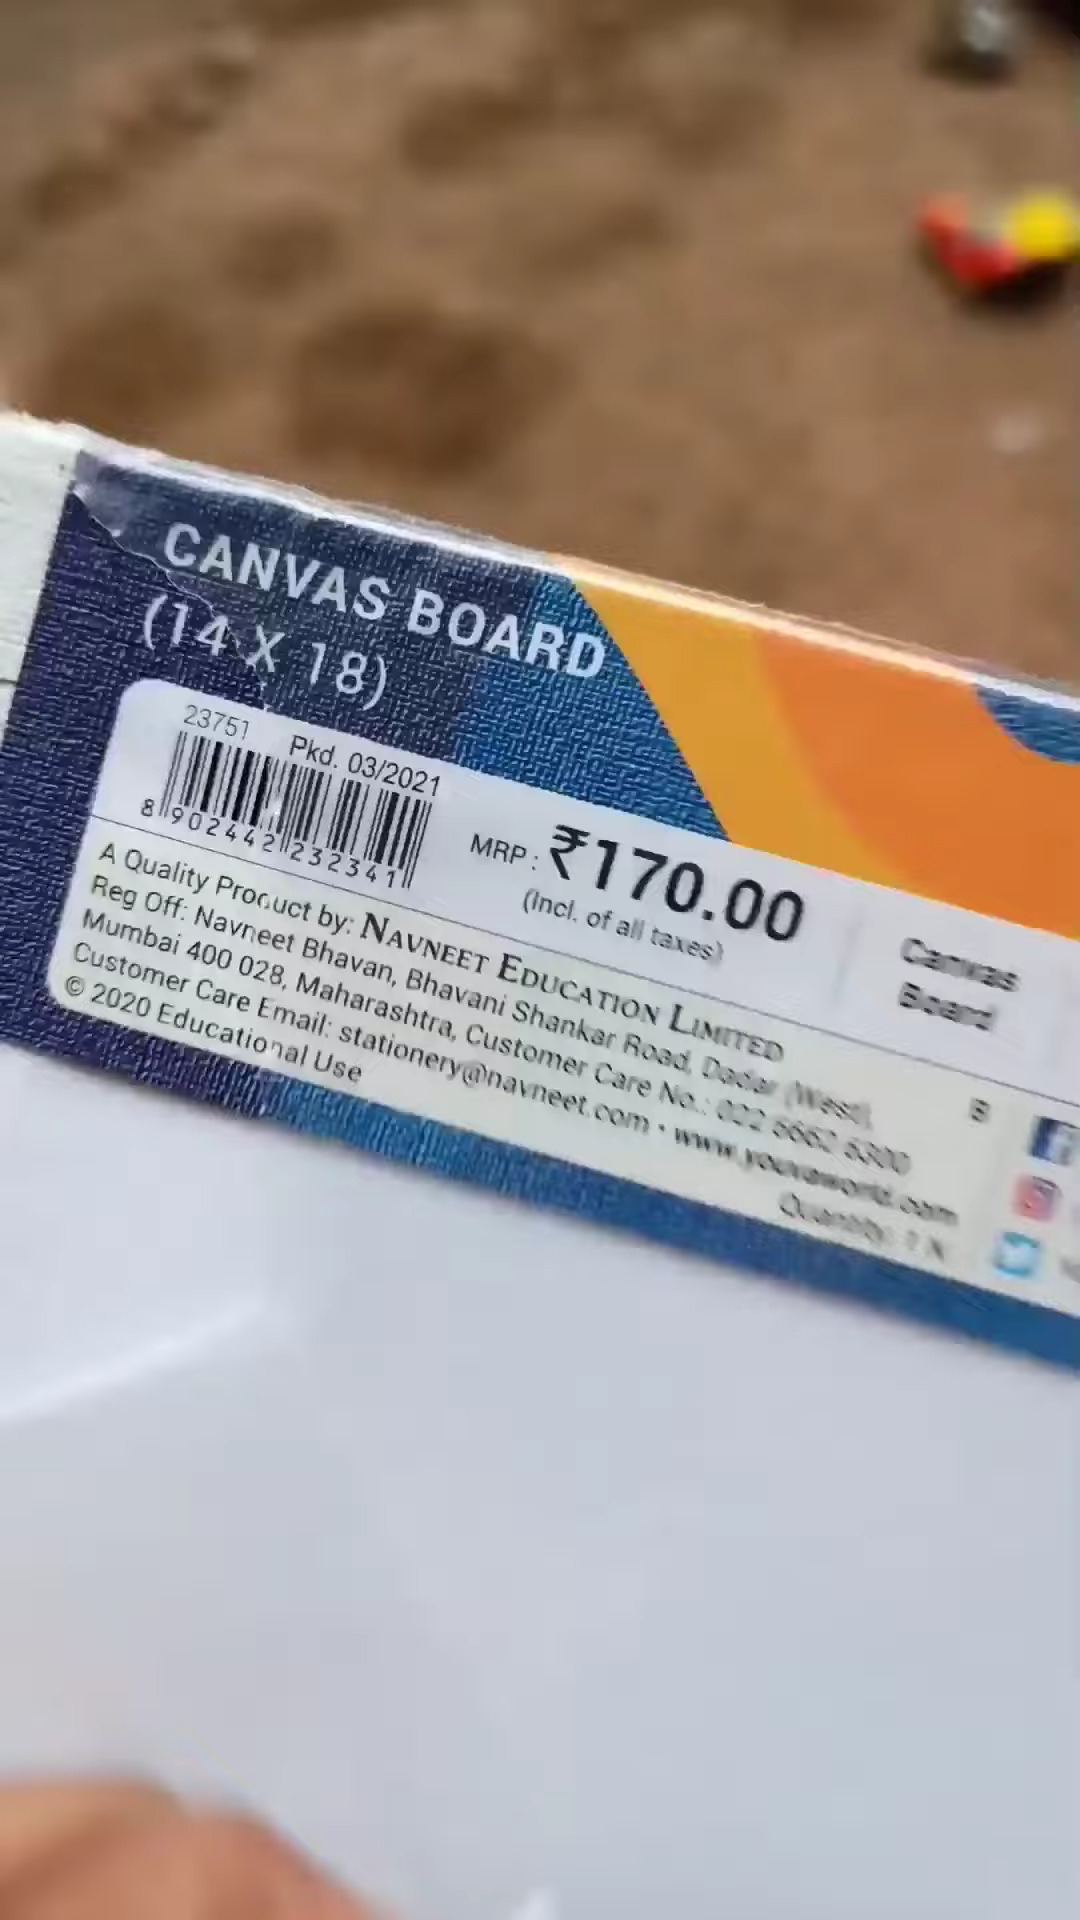 CANVAS BOARD
(14 X 18)
23751 Pkd. 03/2021
8 902442 232341
MRP: ₹170.00
(Incl. of all taxes)
Canvas
Board
A Quality Product by: NAVNEET EDUCATION LIMITED
Reg Off: Navneet Bhavan, Bhavani Shankar Road, Dadar (West),
Mumbai 400 028, Maharashtra, Customer Care No.: 022 6662 6300
Customer Care Email: stationery@navneet.com • www.youvaworld.com
© 2020 Educational Use
Quantity: